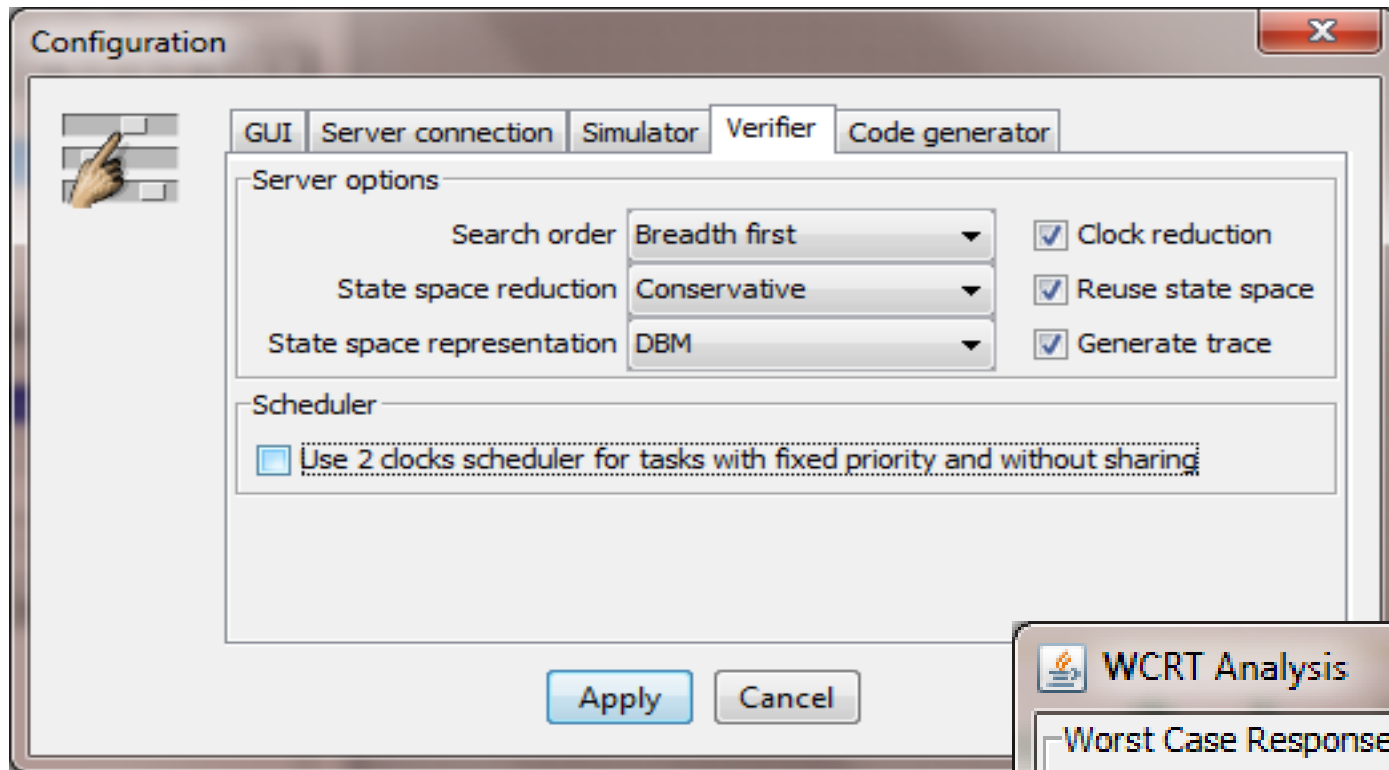 Configuration
GUI Server connection Simulator Verifier Code generator
Server options
Search order Breadth first Clock reduction
State space reduction Conservative Reuse state space
State space representation DBM Generate trace
Scheduler
Use 2 clocks scheduler for tasks with fixed priority and without sharing
Apply Cancel
WCRT Analysis
Worst Case Response